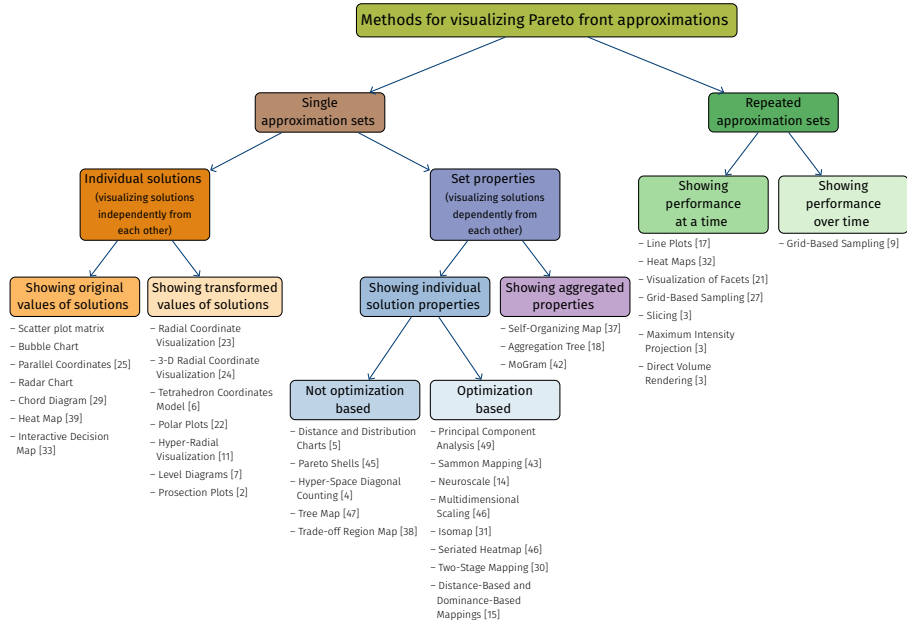 Methods for visualizing Pareto front approximations
Single
approximation sets
Repeated
approximation sets
Individual solutions
(visualizing solutions
independently from
each other)
Set properties
(visualizing solutions
dependently from
each other)
Showing
performance
at a time
Showing
performance
over time
– Line Plots [17]
– Heat Maps [32]
– Visualization of Facets [21]
– Grid-Based Sampling [27]
– Slicing [3]
– Maximum Intensity
Projection [3]
– Direct Volume
Rendering [3]
– Grid-Based Sampling [9]
Showing original
values of solutions
Showing transformed
values of solutions
Showing individual
solution properties
Showing aggregated
properties
– Scatter plot matrix
– Bubble Chart
– Parallel Coordinates [25]
– Radar Chart
– Chord Diagram [29]
– Heat Map [39]
– Interactive Decision
Map [33]
– Radial Coordinate
Visualization [23]
– 3-D Radial Coordinate
Visualization [24]
– Tetrahedron Coordinates
Model [6]
– Polar Plots [22]
– Hyper-Radial
Visualization [11]
– Level Diagrams [7]
– Prosection Plots [2]
– Self-Organizing Map [37]
– Aggregation Tree [18]
– MoGram [42]
Not optimization
based
Optimization
based
– Distance and Distribution
Charts [5]
– Pareto Shells [45]
– Hyper-Space Diagonal
Counting [4]
– Tree Map [47]
– Trade-off Region Map [38]
– Principal Component
Analysis [49]
– Sammon Mapping [43]
– Neuroscale [14]
– Multidimensional
Scaling [46]
– Isomap [31]
– Seriated Heatmap [46]
– Two-Stage Mapping [30]
– Distance-Based and
Dominance-Based
Mappings [15]